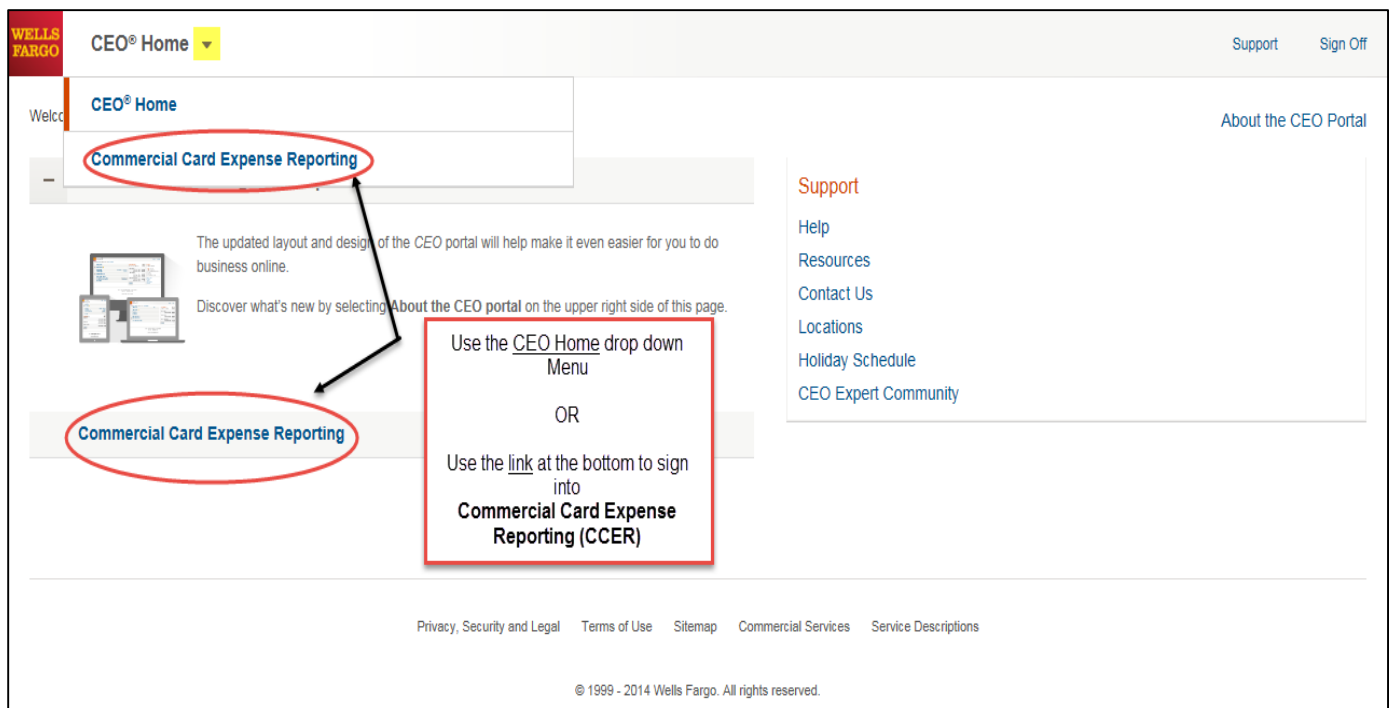 WELLS
FARGO
CEO® Home
Support
Sign Off
CEO® Home
Commercial Card Expense Reporting
About the CEO Portal
The updated layout and design of the CEO portal will help make it even easier for you to do
business online.
Discover what's new by selecting About the CEO portal on the upper right side of this page.
Commercial Card Expense Reporting
Use the CEO Home drop down
Menu
OR
Use the link at the bottom to sign
into
Commercial Card Expense
Reporting (CCER)
Support
Help
Resources
Contact Us
Locations
Holiday Schedule
CEO Expert Community
Privacy, Security and Legal
Terms of Use
Sitemap
Commercial Services
Service Descriptions
© 1999 - 2014 Wells Fargo. All rights reserved.